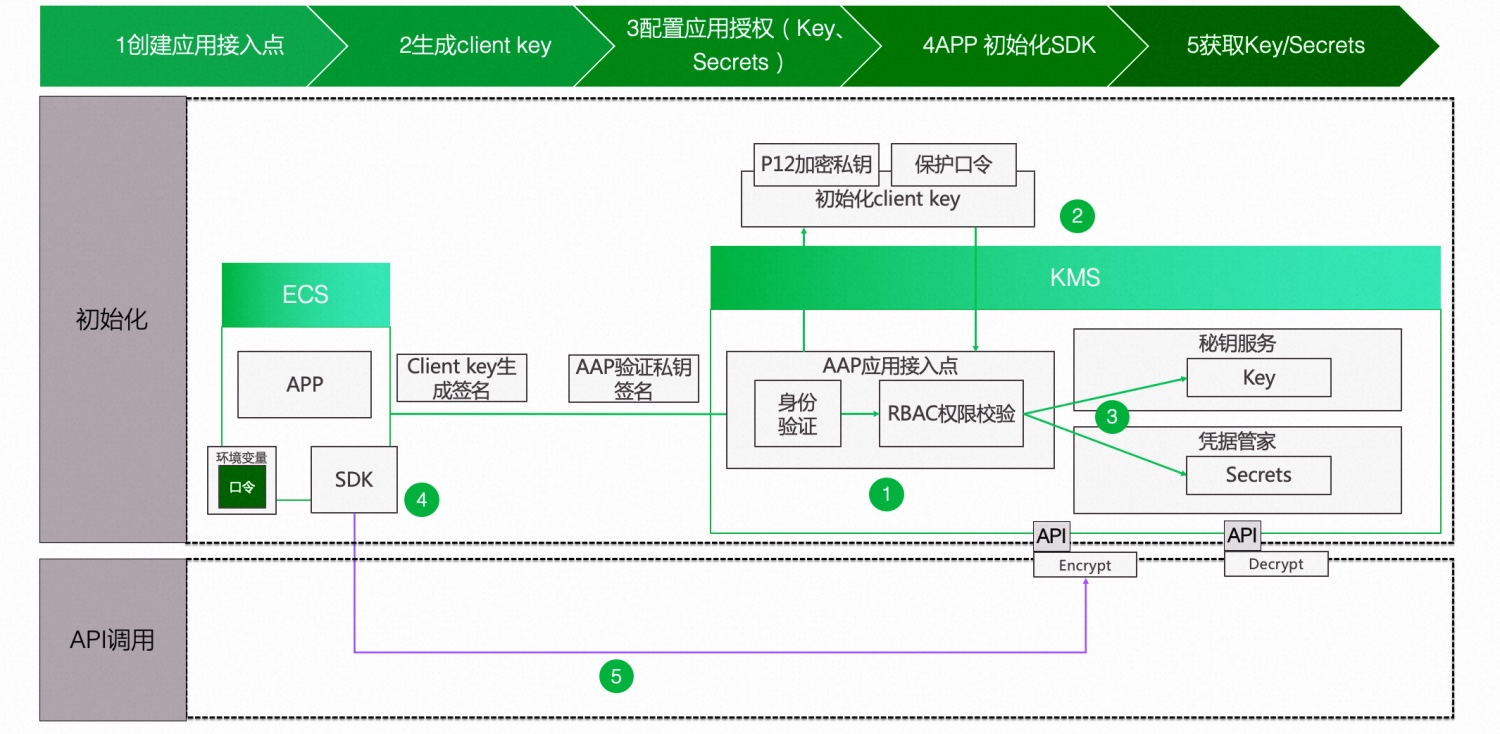 1创建应用接入点
2生成client key
3配置应用授权（Key、
Secrets）
4APP 初始化SDK
5获取Key/Secrets
初始化
P12加密私钥
保护口令
初始化client key
2
ECS
KMS
APP
Client key生
成签名
AAP验证私钥
签名
AAP应用接入点
身份
验证
RBAC权限校验
秘钥服务
Key
3
凭据管家
Secrets
环境变量
口令
SDK
4
1
API
API
Encrypt
Decrypt
API调用
5